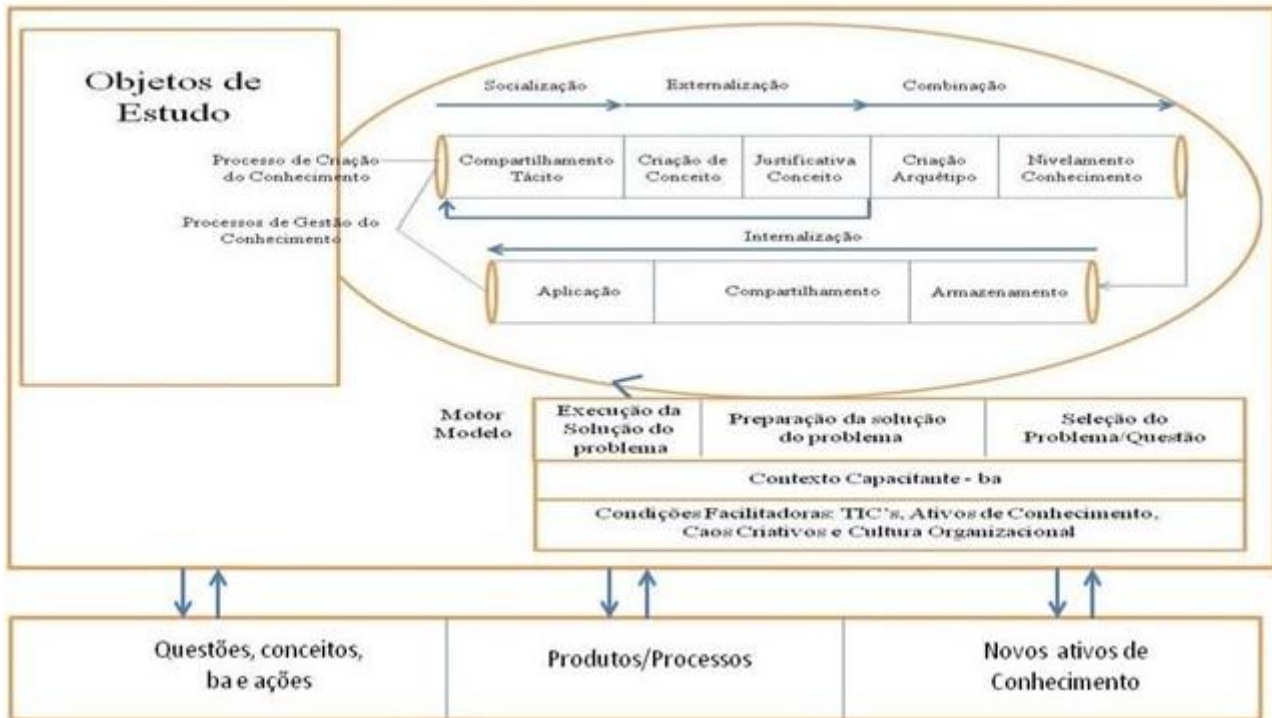 Objetos de
Estudo
Socialização
Externalização
Combinação
Processo de Criação
do Conhecimento
Compartilhamento
Tácito
Criação de
Conceito
Justificativa
Conceito
Criação
Arquétipo
Nivelamento
Conhecimento
Processos de Gestão do
Conhecimento
Internalização
Aplicação
Compartilhamento
Armazenamento
Motor
Modelo
Execução da
Solução do
problema
Preparação da solução
do problema
Seleção do
Problema/Questão
Contexto Capacitante - ba
Condições Facilitadoras: TIC's, Ativos de Conhecimento,
Caos Criativos e Cultura Organizacional
Questões, conceitos,
ba e ações
Produtos/Processos
Novos ativos de
Conhecimento